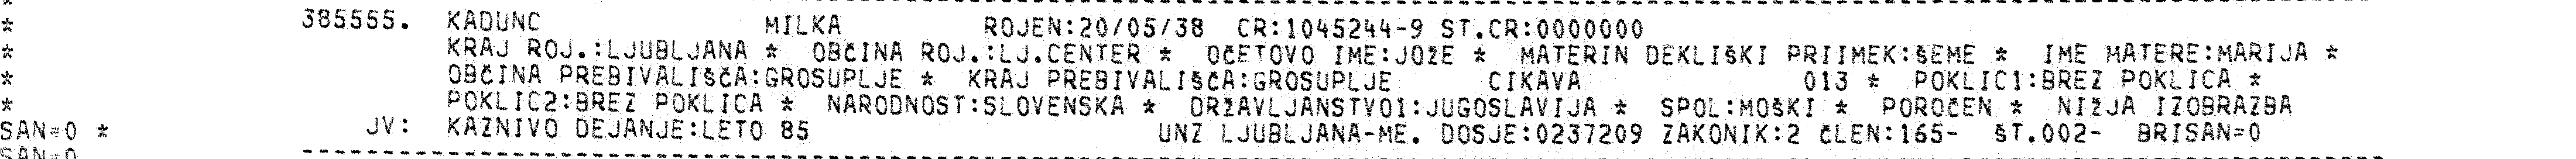 *
* 385555. KADUNC MILKA ROJEN:20/05/38 CR:1045244-9 ST.CR:0000000
* KRAJ ROJ.:LJUBLJANA * OBČINA ROJ.:LJ.CENTER * OČETOVO IME:JOŽE * MATERIN DEKLIŠKI PRIIMEK:ŠEME * IME MATERE:MARIJA *
* OBČINA PREBIVALIŠČA:GROSUPLJE * KRAJ PREBIVALIŠČA:GROSUPLJE CIKAVA 013 * POKLIC1:BREZ POKLICA *
* POKLIC2:BREZ POKLICA * NARODNOST:SLOVENSKA * DRŽAVLJANSTVO1:JUGOSLAVIJA * SPOL:MOŠKI * POROČEN * NIŽJA IZOBRAZBA
SAN=0 * JV: KAZNIVO DEJANJE:LETO 85 UNZ LJUBLJANA-ME. DOSJE:0237209 ZAKONIK:2 ČLEN:165- ŠT.002- BRISAN=0
SAN=0